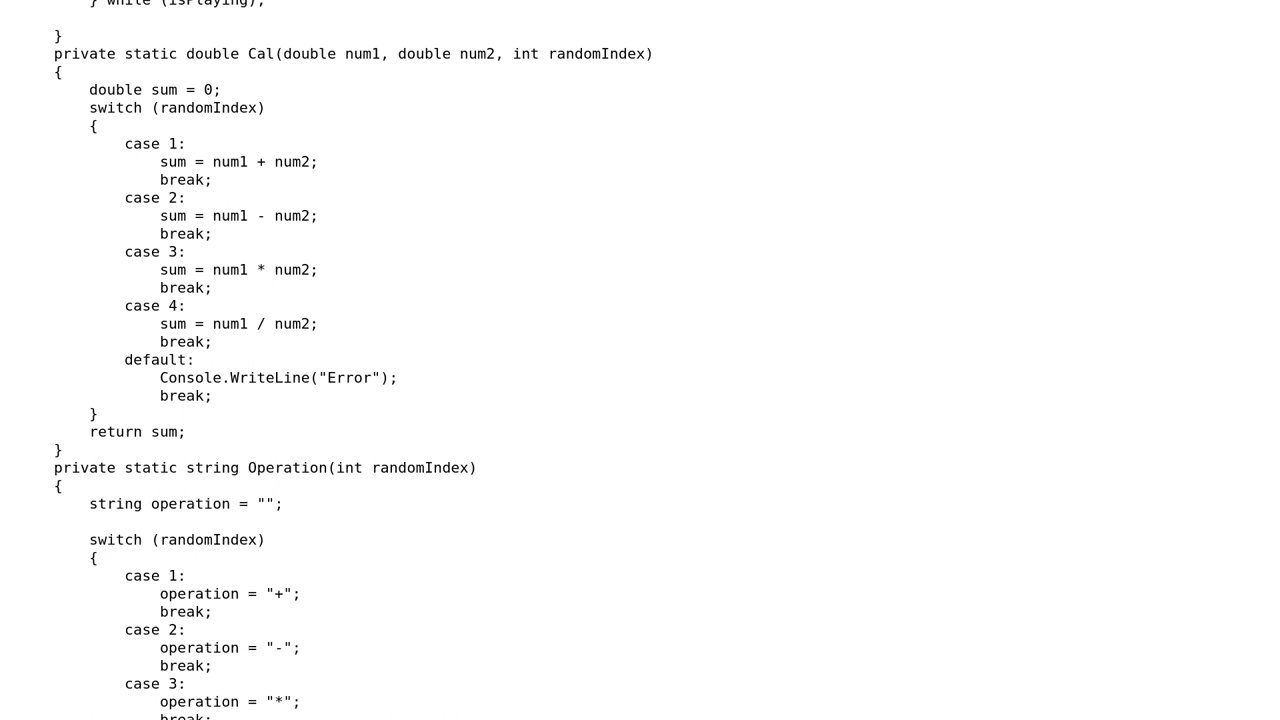 } while (isPlaying);
}
private static double Cal(double num1, double num2, int randomIndex)
{
double sum = 0;
switch (randomIndex)
{
case 1:
sum = num1 + num2;
break;
case 2:
sum = num1 - num2;
break;
case 3:
sum = num1 * num2;
break;
case 4:
sum = num1 / num2;
break;
default:
Console.WriteLine("Error");
break;
}
return sum;
}
private static string Operation(int randomIndex)
{
string operation = "";
switch (randomIndex)
{
case 1:
operation = "+";
break;
case 2:
operation = "-";
break;
case 3:
operation = "*";
break;